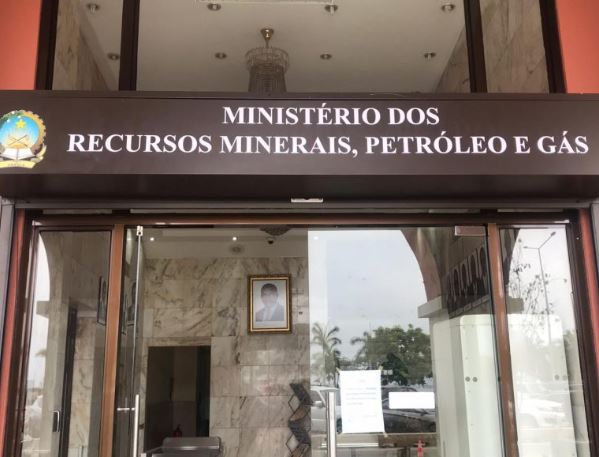 MINISTÉRIO DOS
RECURSOS MINERAIS, PETRÓLEO E GÁS